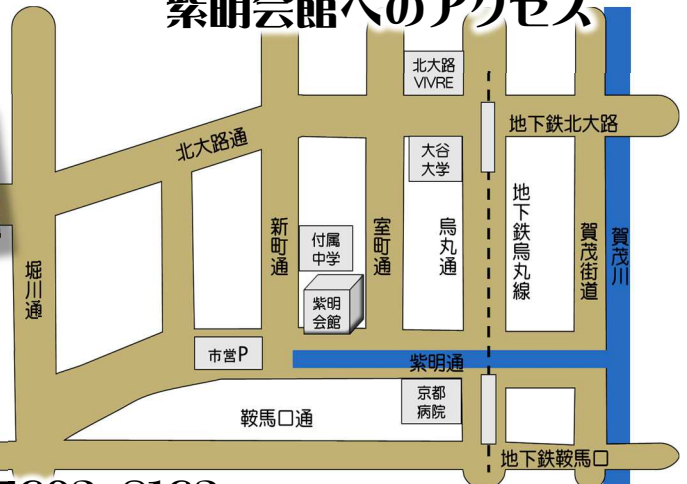 紫明会館へのアクセス
北大路
VIVRE
地下鉄北大路
北大路通
大谷
大学
新町通
付属
中学
室町通
烏丸通
地下鉄烏丸線
賀茂街道
賀茂川
堀川通
紫明
会館
市営P
紫明通
京都
病院
鞍馬口通
地下鉄鞍馬口